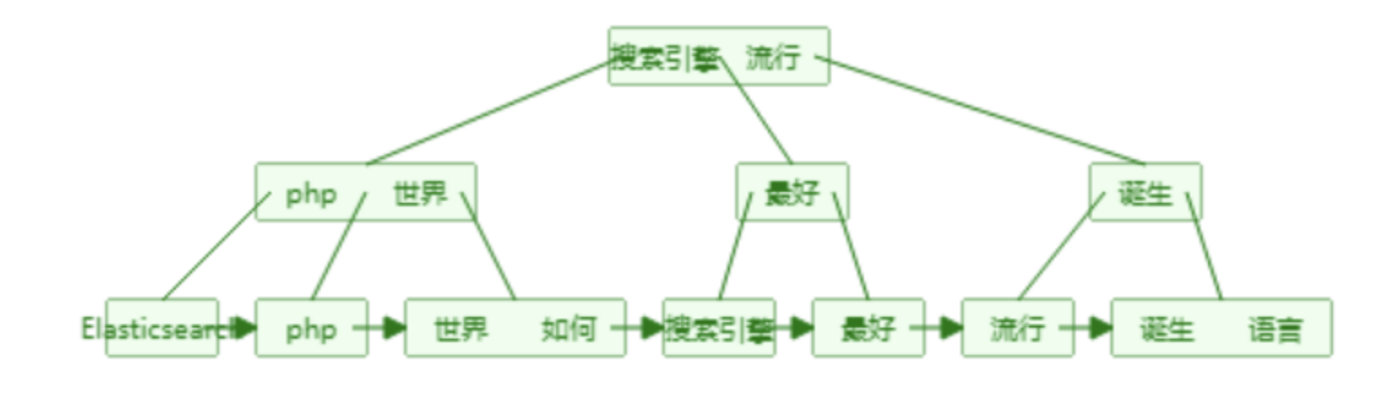 搜索引擎 流行
php 世界 最好 诞生
Elasticsearch php 世界 如何 搜索引擎 最好 流行 诞生 语言